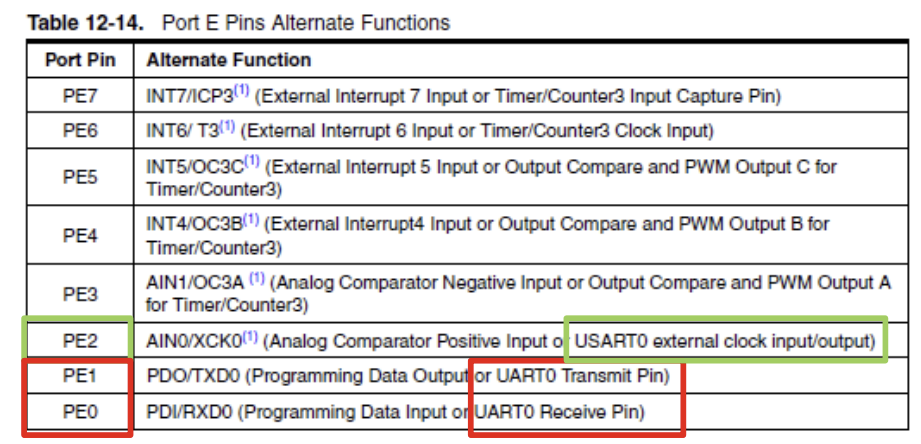 Table 12-14. Port E Pins Alternate Functions
Port Pin Alternate Function
PE7 INT7/ICP3(1) (External Interrupt 7 Input or Timer/Counter3 Input Capture Pin)
PE6 INT6/ T3(1) (External Interrupt 6 Input or Timer/Counter3 Clock Input)
PE5 INT5/OC3C(1) (External Interrupt 5 Input or Output Compare and PWM Output C for
Timer/Counter3)
PE4 INT4/OC3B(1) (External Interrupt4 Input or Output Compare and PWM Output B for
Timer/Counter3)
PE3 AIN1/OC3A (1) (Analog Comparator Negative Input or Output Compare and PWM Output A
for Timer/Counter3)
PE2 AIN0/XCK0(1) (Analog Comparator Positive Input or USART0 external clock input/output)
PE1 PDO/TXD0 (Programming Data Output or UART0 Transmit Pin)
PE0 PDI/RXD0 (Programming Data Input or UART0 Receive Pin)